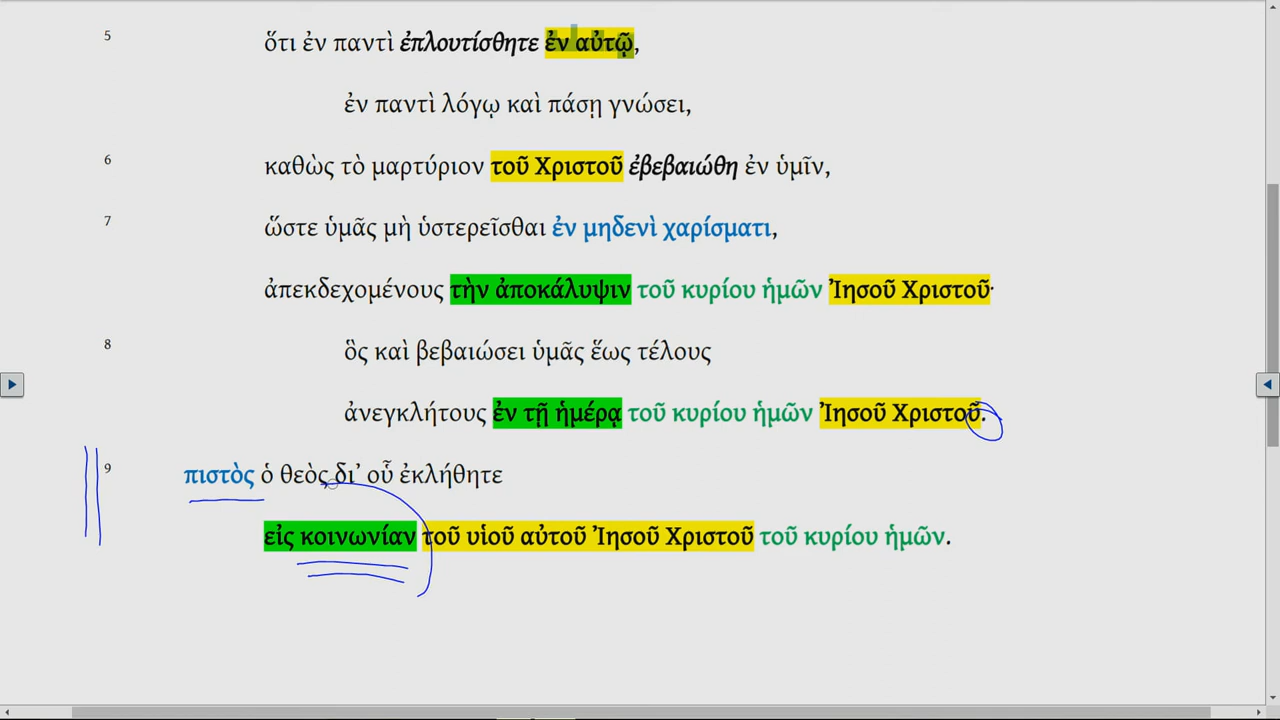 5 ὅτι ἐν παντὶ ἐπλουτίσθητε ἐν αὐτῷ,
ἐν παντὶ λόγῳ καὶ πάσῃ γνώσει,
6 καθὼς τὸ μαρτύριον τοῦ Χριστοῦ ἐβεβαιώθη ἐν ὑμῖν,
7 ὥστε ὑμᾶς μὴ ὑστερεῖσθαι ἐν μηδενὶ χαρίσματι,
ἀπεκδεχομένους τὴν ἀποκάλυψιν τοῦ κυρίου ἡμῶν Ἰησοῦ Χριστοῦ·
8 ὃς καὶ βεβαιώσει ὑμᾶς ἕως τέλους
ἀνεγκλήτους ἐν τῇ ἡμέρᾳ τοῦ κυρίου ἡμῶν Ἰησοῦ Χριστοῦ.
9 πιστὸς ὁ θεὸς δι’ οὗ ἐκλήθητε
εἰς κοινωνίαν τοῦ υἱοῦ αὐτοῦ Ἰησοῦ Χριστοῦ τοῦ κυρίου ἡμῶν.